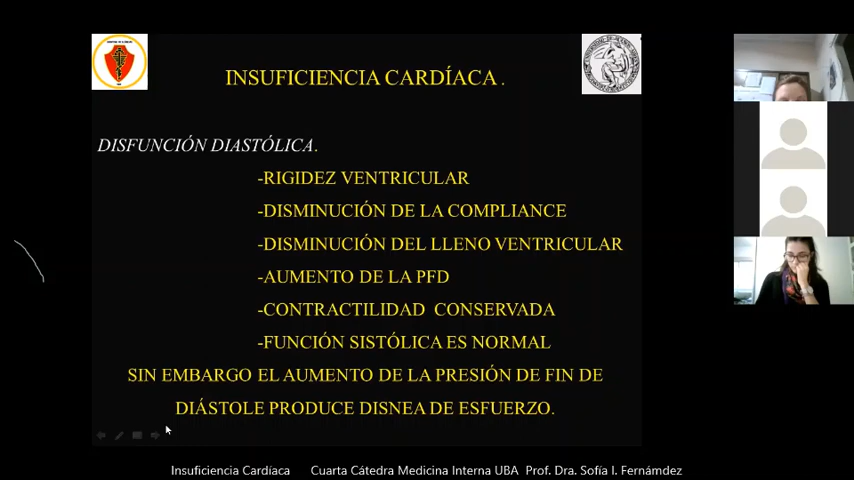 INSUFICIENCIA CARDÍACA .
DISFUNCIÓN DIASTÓLICA.
-RIGIDEZ VENTRICULAR
-DISMINUCIÓN DE LA COMPLIANCE
-DISMINUCIÓN DEL LLENO VENTRICULAR
-AUMENTO DE LA PFD
-CONTRACTILIDAD CONSERVADA
-FUNCIÓN SISTÓLICA ES NORMAL
SIN EMBARGO EL AUMENTO DE LA PRESIÓN DE FIN DE
DIÁSTOLE PRODUCE DISNEA DE ESFUERZO.
Insuficiencia Cardíaca Cuarta Cátedra Medicina Interna UBA Prof. Dra. Sofía I. Fernámdez